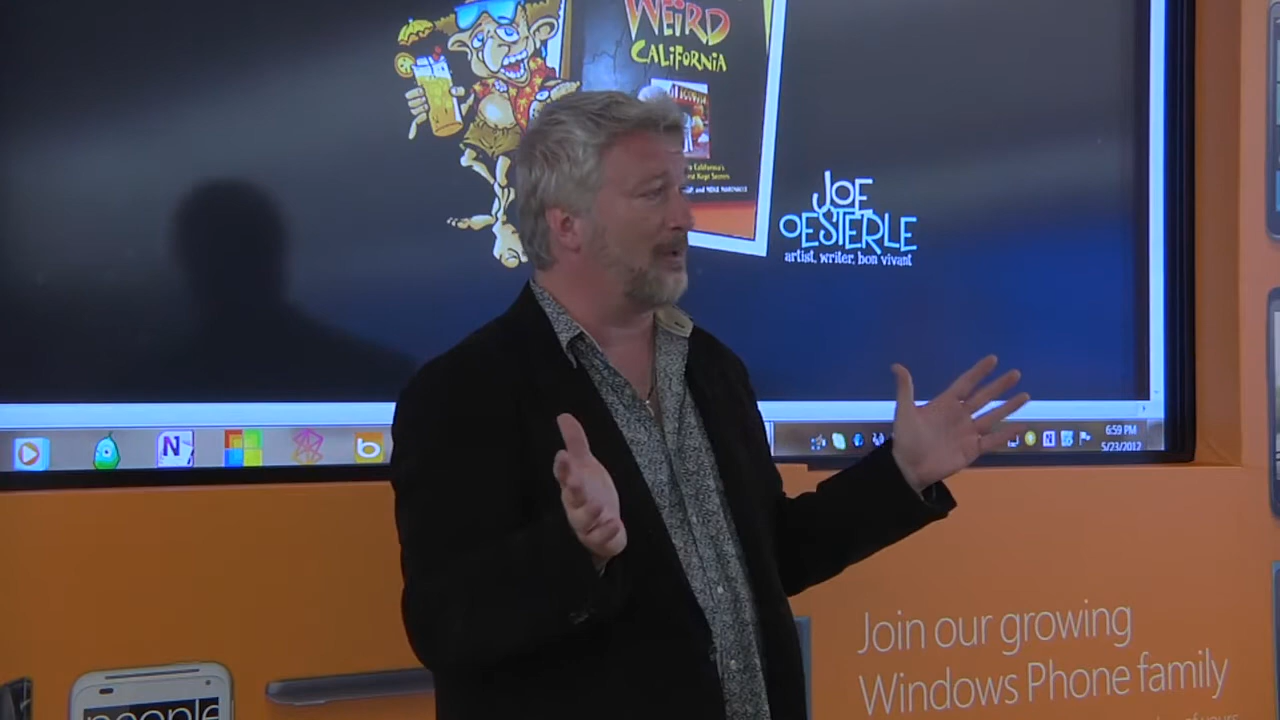 WEiRD
CALiFORNiA
JOE
OESTERLE
artist, writer, bon vivant
N
b
N
6:59 PM
5/23/2012
Join our growing
Windows Phone family
people